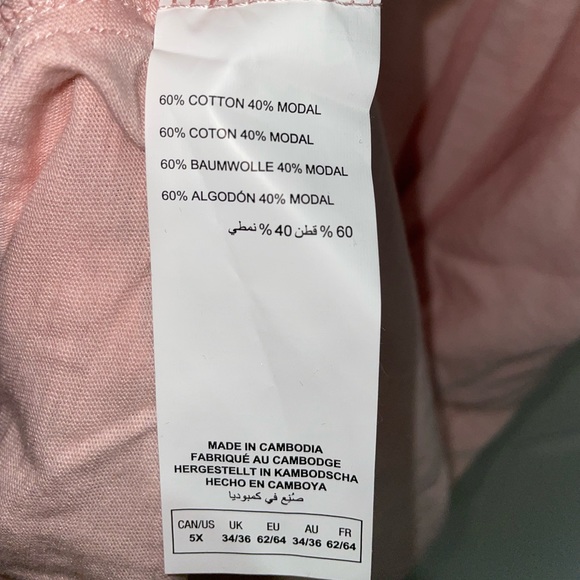 60% COTTON 40% MODAL
60% COTON 40% MODAL
60% BAUMWOLLE 40% MODAL
60% ALGODÓN 40% MODAL
60 % قطن 40 % نمطي
MADE IN CAMBODIA
FABRIQUÉ AU CAMBODGE
HERGESTELLT IN KAMBODSCHA
HECHO EN CAMBOYA
صُنِع في كمبوديا
CAN/US UK EU AU FR
5X 34/36 62/64 34/36 62/64